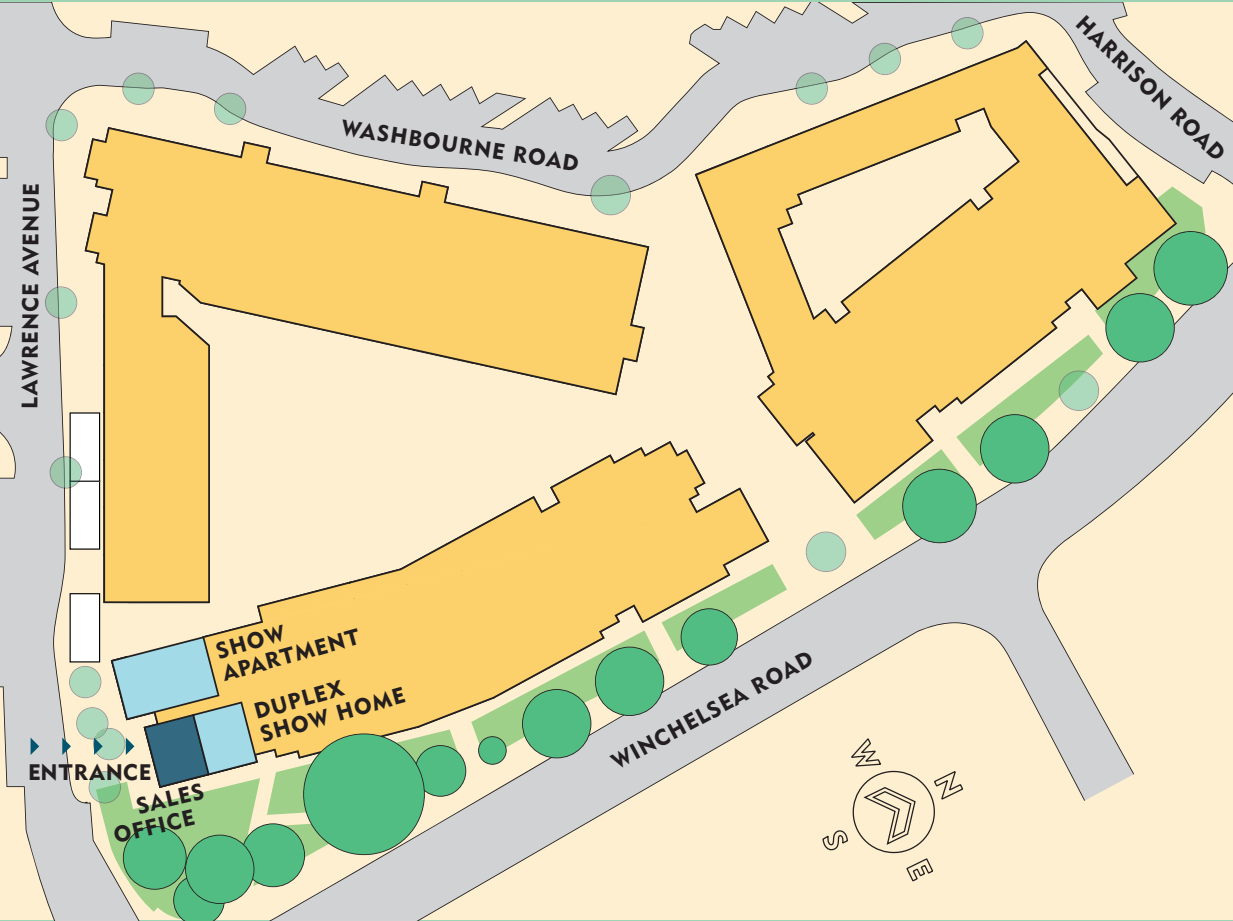 HARRISON ROAD
WASHBOURNE ROAD
LAWRENCE AVENUE
SHOW
APARTMENT
DUPLEX
SHOW HOME
ENTRANCE
SALES
OFFICE
WINCHELSEA ROAD
W
N
S
E